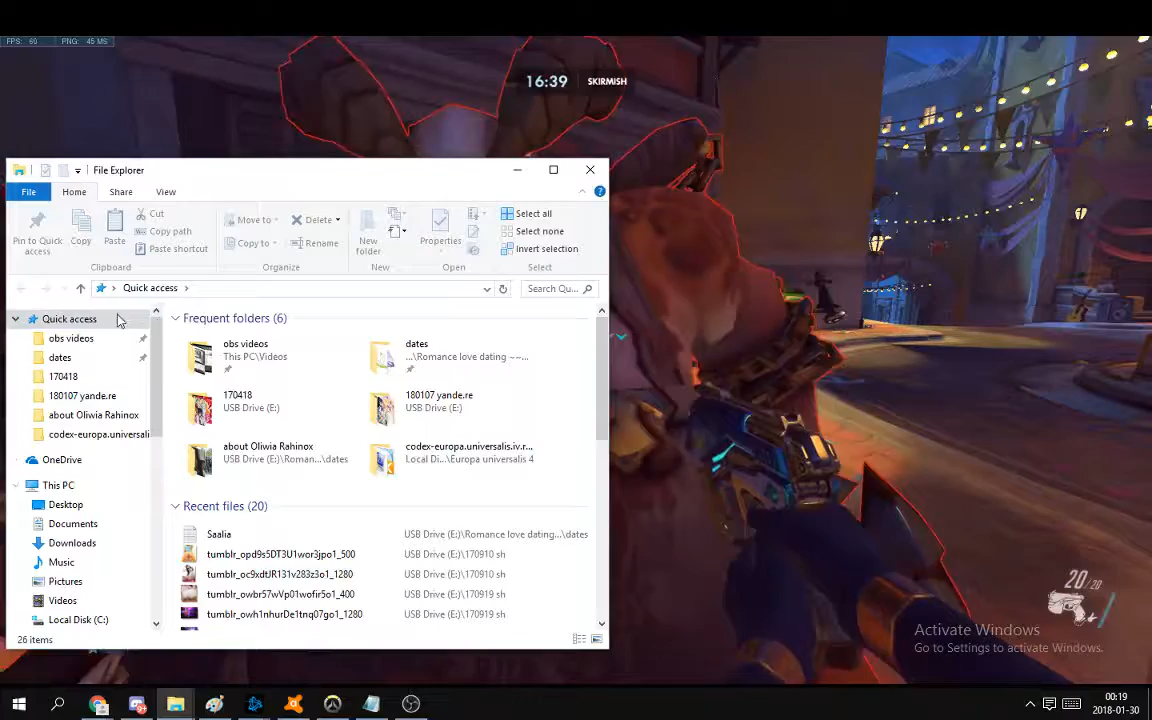 FPS: 60 PNG: 45 MS
16:39 SKIRMISH
File Explorer
File Home Share View
Pin to Quick access
Copy
Paste
Cut
Copy path
Paste shortcut
Move to
Copy to
Delete
Rename
New folder
Properties
Select all
Select none
Invert selection
Clipboard Organize New Open Select
Quick access
Search Qu...
Quick access
obs videos
dates
170418
180107 yande.re
about Oliwia Rahinox
codex-europa.universali
OneDrive
This PC
Desktop
Documents
Downloads
Music
Pictures
Videos
Local Disk (C:)
Frequent folders (6)
obs videos
This PC\Videos
dates
...\Romance love dating ~~...
170418
USB Drive (E:)
180107 yande.re
USB Drive (E:)
about Oliwia Rahinox
USB Drive (E:)\Roman...\dates
codex-europa.universalis.iv.r...
Local Di...\Europa universalis 4
Recent files (20)
Saalia USB Drive (E:)\Romance love dating...\dates
tumblr_opd9s5DT3U1wor3jpo1_500 USB Drive (E:)\170910 sh
tumblr_oc9xdtJR131v283z3o1_1280 USB Drive (E:)\170910 sh
tumblr_owbr57wVp01wofir5o1_400 USB Drive (E:)\170919 sh
tumblr_owh1nhurDe1tnq07go1_1280 USB Drive (E:)\170919 sh
26 items
20/20
Activate Windows
Go to Settings to activate Windows.
00:19
2018-01-30